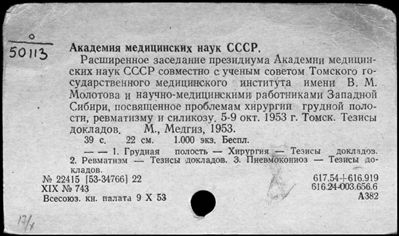 0
50113
Академия медицинских наук СССР.
Расширенное заседание президиума Академии медицин-
ских наук СССР совместно с ученым советом Томского го-
сударственного медицинского института имени В. М.
Молотова и научно-медицинскими работниками Западной
Сибири, посвященное проблемам хирургии грудной поло-
сти, ревматизму и силикозу, 5-9 окт. 1953 г. Томск. Тезисы
докладов. М., Медгиз, 1953.
39 с. 22 см. 1.000 экз. Беспл.
— — 1. Грудная полость — Хирургия — Тезисы докладов.
2. Ревматизм — Тезисы докладов. 3. Пневмокониоз — Тезисы до-
кладов.
№ 22415 [53-34766] 22 617.54+616.919
XIX № 743 616.24-003.656.6
Всесоюз. кн. палата 9 X 53 А382